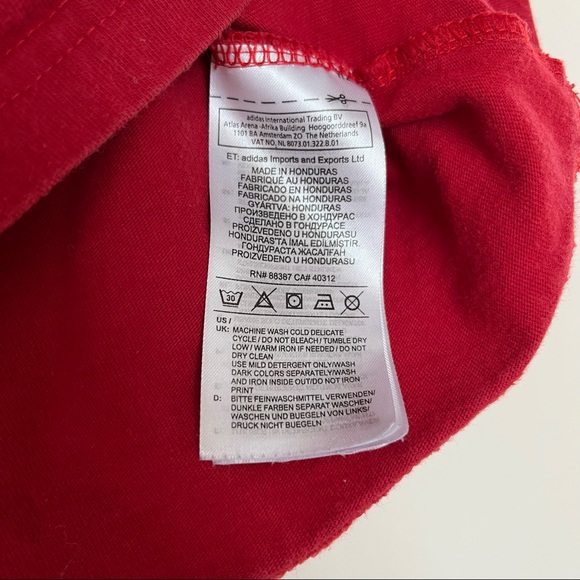 adidas International Trading BV
Atlas Arena -Afrika Building Hoogoorddreef 9a
1101 BA Amsterdam ZO The Netherlands
VAT NO. NL 8073.01.322.B.01
ET: adidas Imports and Exports Ltd
MADE IN HONDURAS
FABRIQUÉ AU HONDURAS
FABRICADO EN HONDURAS
FABRICADO NA HONDURAS
GYÁRTVA: HONDURAS
ПРОИЗВЕДЕНО В ХОНДУРАС
СДЕЛАНО В ГОНДУРАСЕ
PROIZVEDENO U HONDURASU
HONDURAS'TA IMAL EDİLMİŞTİR.
ГОНДУРАСТА ЖАСАЛҒАН
PROIZVEDENO U HONDURASU
RN# 88387 CA# 40312
30
US /
UK: MACHINE WASH COLD DELICATE
CYCLE / DO NOT BLEACH / TUMBLE DRY
LOW / WARM IRON IF NEEDED / DO NOT
DRY CLEAN
USE MILD DETERGENT ONLY/WASH
DARK COLORS SEPARATELY/WASH
AND IRON INSIDE OUT/DO NOT IRON
PRINT
D: BITTE FEINWASCHMITTEL VERWENDEN/
DUNKLE FARBEN SEPARAT WASCHEN/
WASCHEN UND BUEGELN VON LINKS/
DRUCK NICHT BUEGELN